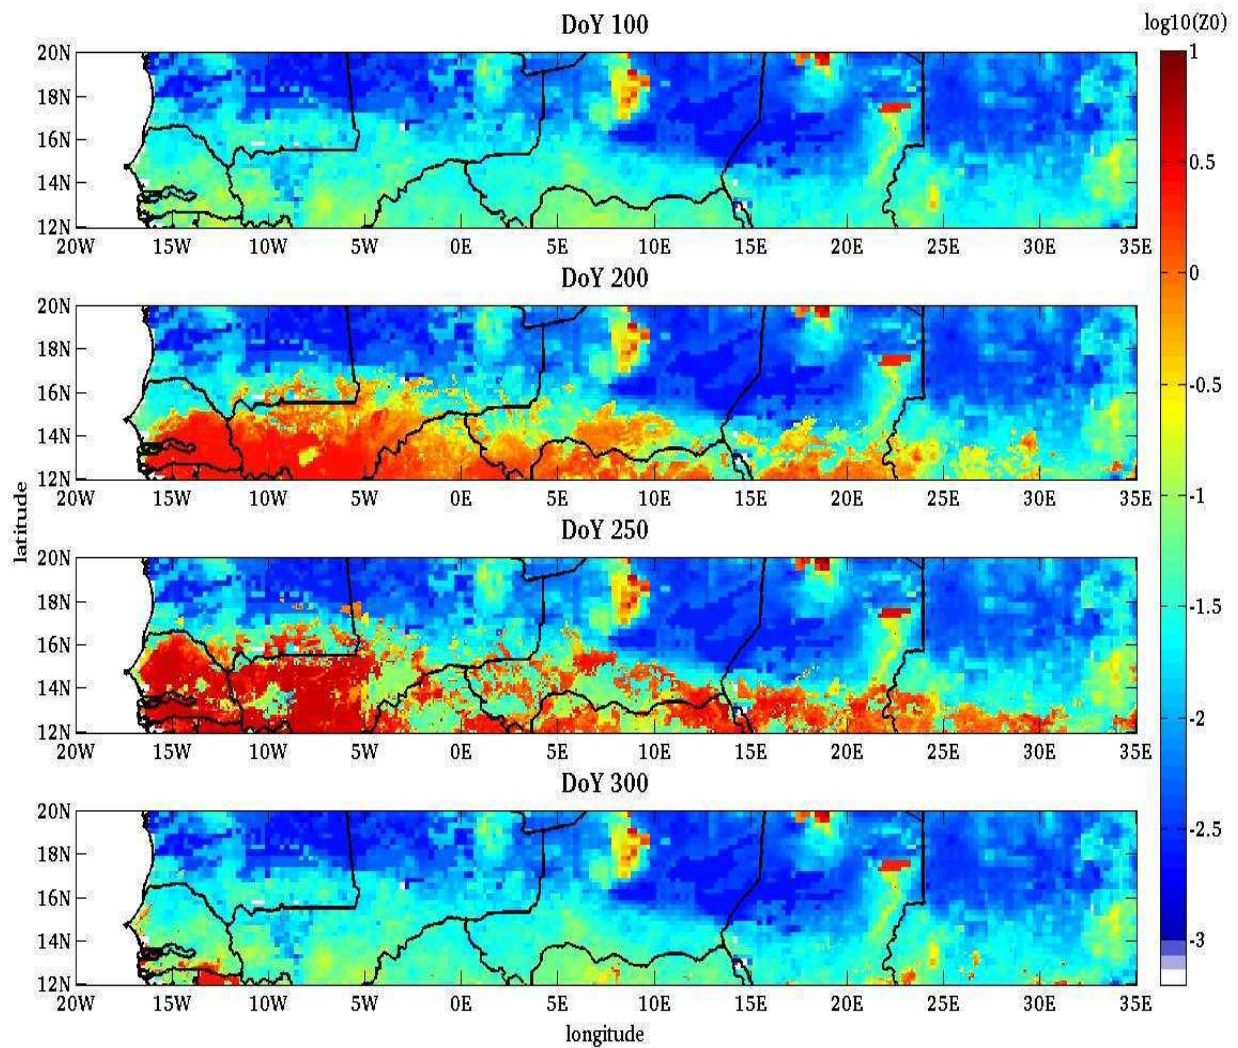 DoY 100
log10(Z0)
20N
18N
16N
14N
12N
20W 15W 10W 5W 0E 5E 10E 15E 20E 25E 30E 35E
DoY 200
20N
18N
16N
14N
12N
20W 15W 10W 5W 0E 5E 10E 15E 20E 25E 30E 35E
latitude
DoY 250
20N
18N
16N
14N
12N
20W 15W 10W 5W 0E 5E 10E 15E 20E 25E 30E 35E
DoY 300
20N
18N
16N
14N
12N
20W 15W 10W 5W 0E 5E 10E 15E 20E 25E 30E 35E
longitude
1
0.5
0
-0.5
-1
-1.5
-2
-2.5
-3